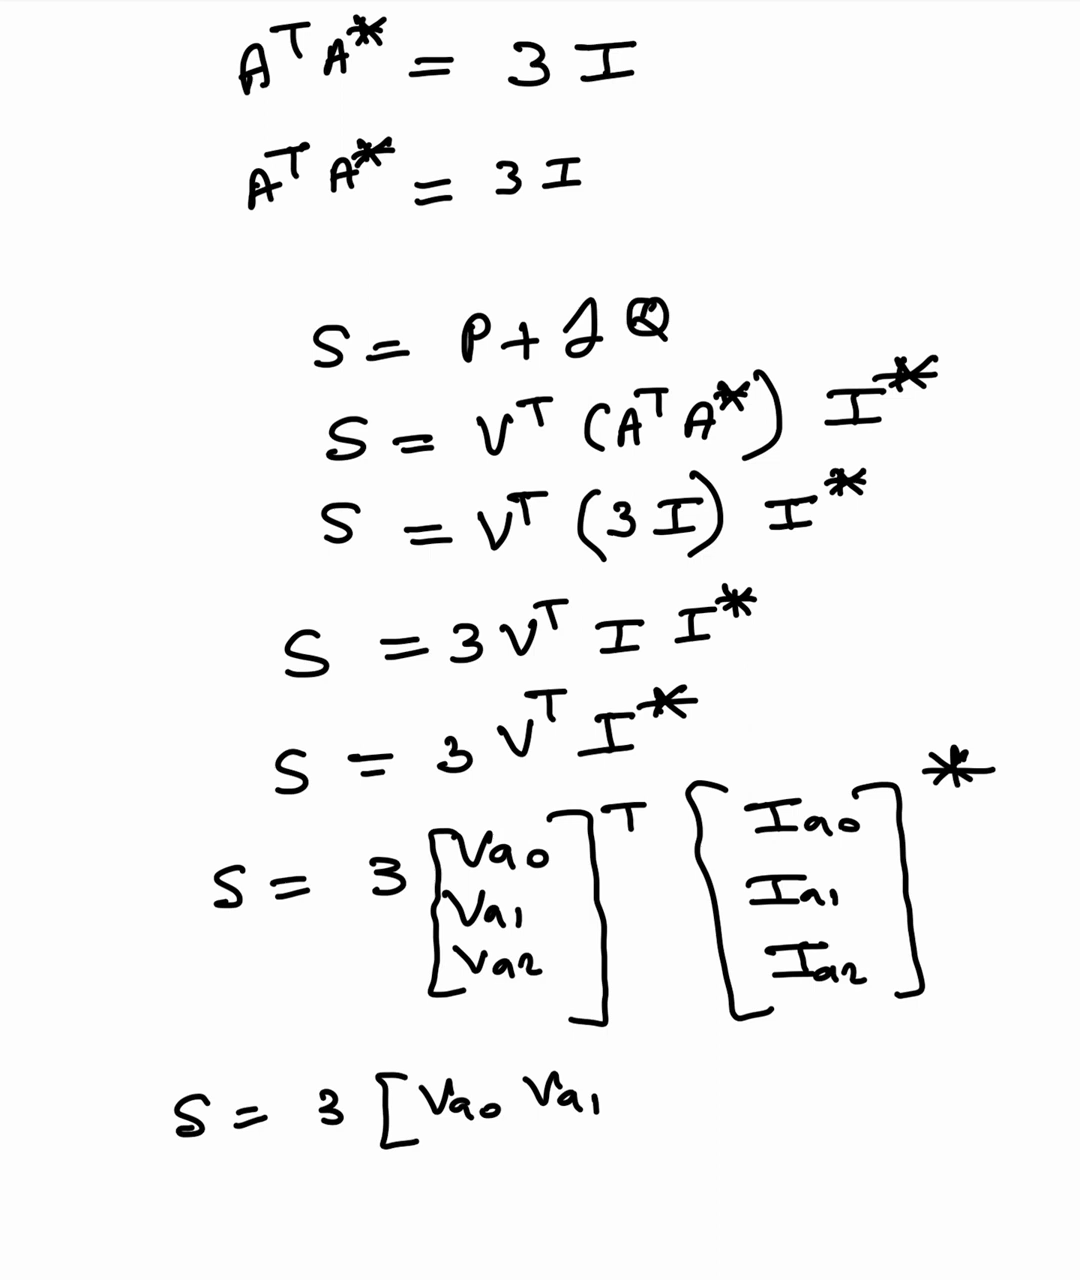 A^T A^* = 3 I
A^T A^* = 3 I
S = P + J Q
S = V^T (A^T A^*) I^*
S = V^T (3 I) I^*
S = 3 V^T I I^*
S = 3 V^T I^*
S = 3 [Va0 Va1 Va2]^T [Ia0 Ia1 Ia2]^*
S = 3 [Va0 Va1